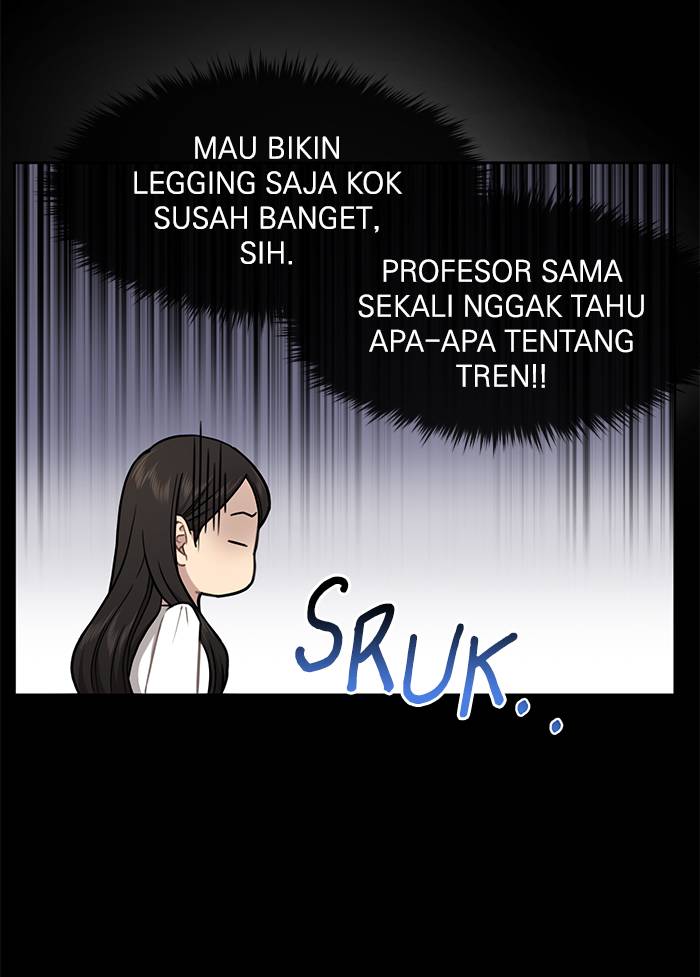 MAU BIKIN
LEGGING SAJA KOK
SUSAH BANGET,
SIH.
PROFESOR SAMA
SEKALI NGGAK TAHU
APA-APA TENTANG
TREN!!
SRUK..